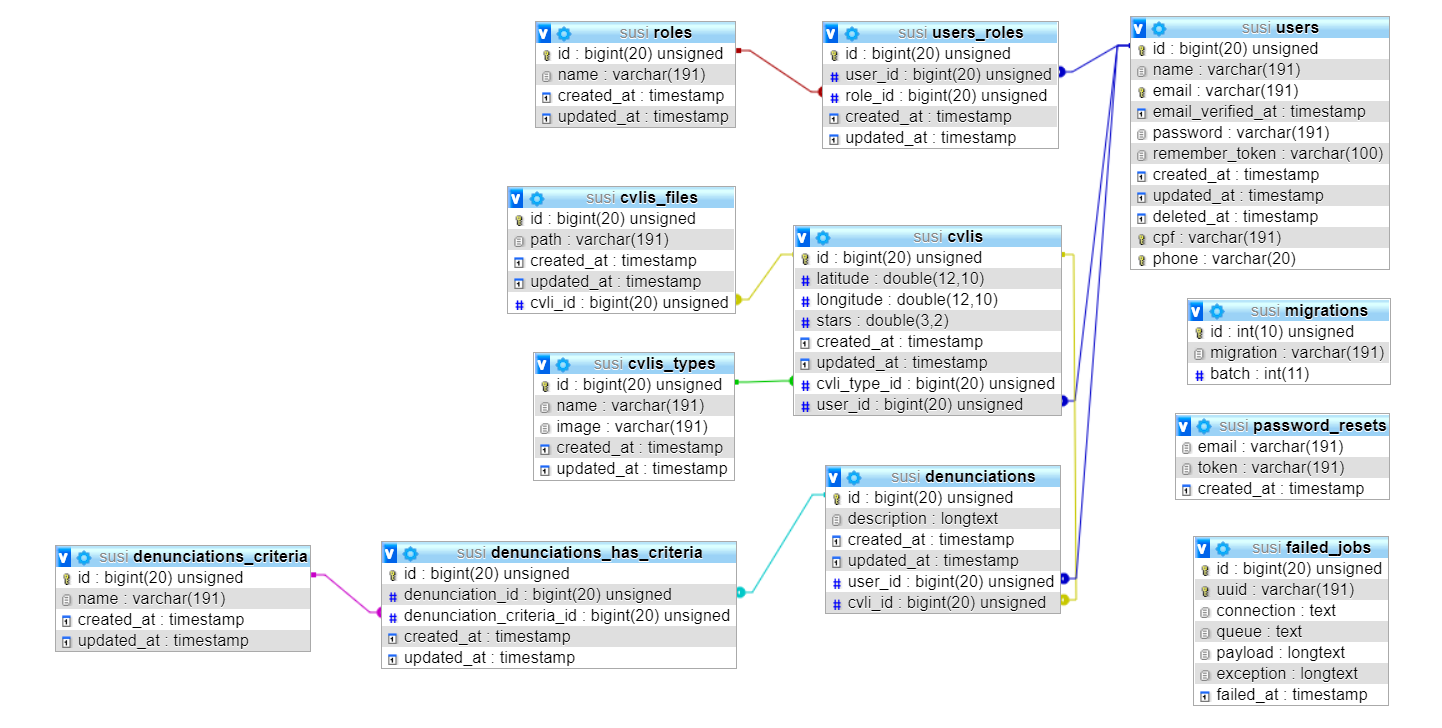 susi roles
id : bigint(20) unsigned
name : varchar(191)
created_at : timestamp
updated_at : timestamp
susi users_roles
id : bigint(20) unsigned
user_id : bigint(20) unsigned
role_id : bigint(20) unsigned
created_at : timestamp
updated_at : timestamp
susi users
id : bigint(20) unsigned
name : varchar(191)
email : varchar(191)
email_verified_at : timestamp
password : varchar(191)
remember_token : varchar(100)
created_at : timestamp
updated_at : timestamp
deleted_at : timestamp
cpf : varchar(191)
phone : varchar(20)
susi cvlis_files
id : bigint(20) unsigned
path : varchar(191)
created_at : timestamp
updated_at : timestamp
cvli_id : bigint(20) unsigned
susi cvlis
id : bigint(20) unsigned
latitude : double(12,10)
longitude : double(12,10)
stars : double(3,2)
created_at : timestamp
updated_at : timestamp
cvli_type_id : bigint(20) unsigned
user_id : bigint(20) unsigned
susi migrations
id : int(10) unsigned
migration : varchar(191)
batch : int(11)
susi cvlis_types
id : bigint(20) unsigned
name : varchar(191)
image : varchar(191)
created_at : timestamp
updated_at : timestamp
susi password_resets
email : varchar(191)
token : varchar(191)
created_at : timestamp
susi denunciations
id : bigint(20) unsigned
description : longtext
created_at : timestamp
updated_at : timestamp
user_id : bigint(20) unsigned
cvli_id : bigint(20) unsigned
susi denunciations_criteria
id : bigint(20) unsigned
name : varchar(191)
created_at : timestamp
updated_at : timestamp
susi denunciations_has_criteria
id : bigint(20) unsigned
denunciation_id : bigint(20) unsigned
denunciation_criteria_id : bigint(20) unsigned
created_at : timestamp
updated_at : timestamp
susi failed_jobs
id : bigint(20) unsigned
uuid : varchar(191)
connection : text
queue : text
payload : longtext
exception : longtext
failed_at : timestamp